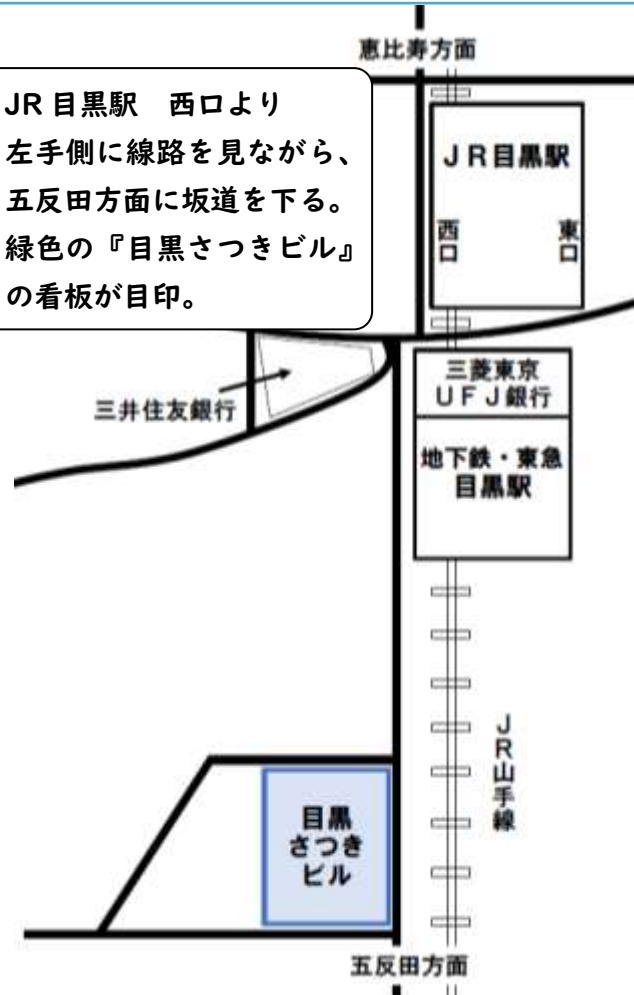 恵比寿方面
JR目黒駅　西口より
左手側に線路を見ながら、
五反田方面に坂道を下る。
緑色の『目黒さつきビル』
の看板が目印。
ＪＲ目黒駅
西口
東口
三井住友銀行
三菱東京
ＵＦＪ銀行
地下鉄・東急
目黒駅
ＪＲ山手線
目黒
さつき
ビル
五反田方面